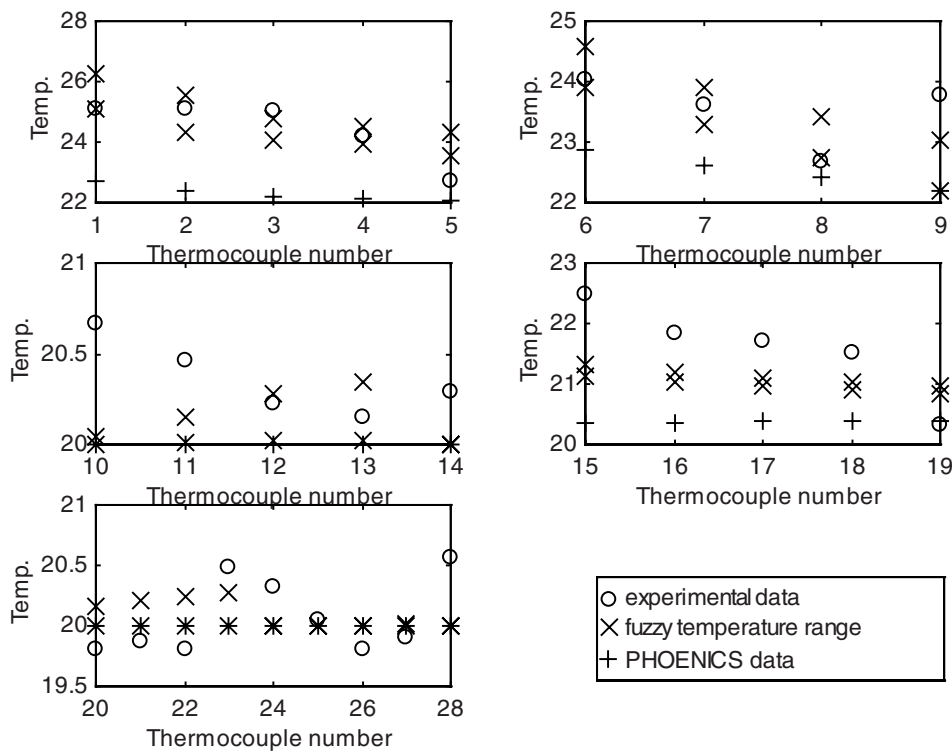 28
26
24
22
Temp.
1 2 3 4 5
Thermocouple number
25
24
23
22
Temp.
6 7 8 9
Thermocouple number
21
20.5
20
Temp.
10 11 12 13 14
Thermocouple number
23
22
21
20
Temp.
15 16 17 18 19
Thermocouple number
21
20.5
20
19.5
Temp.
20 22 24 26 28
Thermocouple number
experimental data
fuzzy temperature range
PHOENICS data